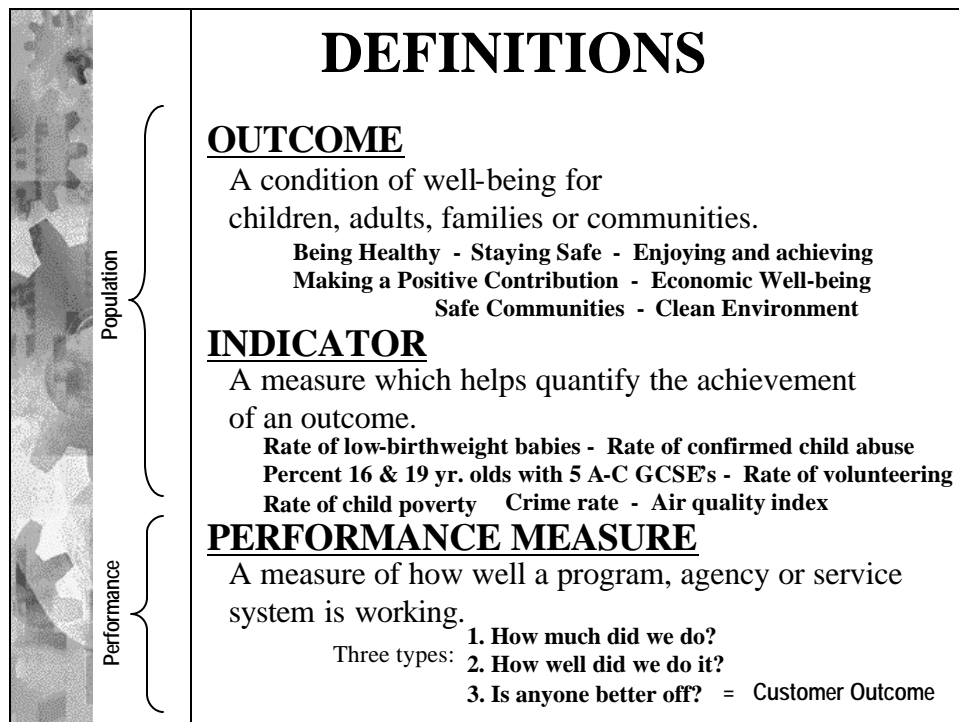 DEFINITIONS
OUTCOME
A condition of well-being for
children, adults, families or communities.
Being Healthy - Staying Safe - Enjoying and achieving
Making a Positive Contribution - Economic Well-being
Safe Communities - Clean Environment
INDICATOR
A measure which helps quantify the achievement
of an outcome.
Rate of low-birthweight babies - Rate of confirmed child abuse
Percent 16 & 19 yr. olds with 5 A-C GCSE's - Rate of volunteering
Rate of child poverty Crime rate - Air quality index
Population
PERFORMANCE MEASURE
A measure of how well a program, agency or service
system is working.
Three types:
1. How much did we do?
2. How well did we do it?
3. Is anyone better off? = Customer Outcome
Performance